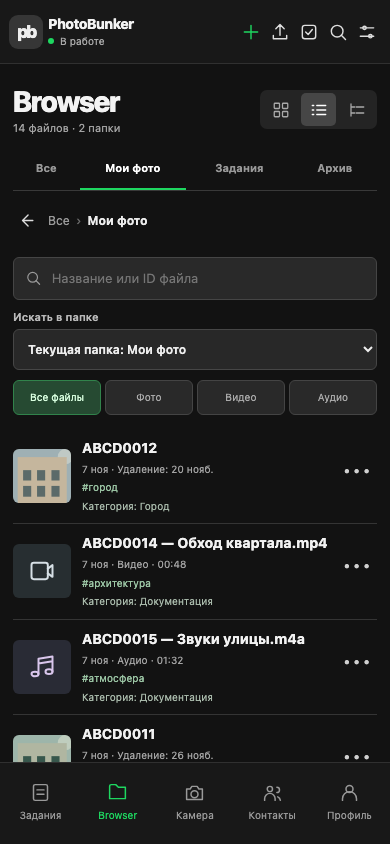 pb
PhotoBunker
В работе
Browser
14 файлов · 2 папки
Все
Мои фото
Задания
Архив
Все › Мои фото
Название или ID файла
Искать в папке
Текущая папка: Мои фото
Все файлы
Фото
Видео
Аудио
ABCD0012
7 ноя · Удаление: 20 нояб.
#город
Категория: Город
ABCD0014 — Обход квартала.mp4
7 ноя · Видео · 00:48
#архитектура
Категория: Документация
ABCD0015 — Звуки улицы.m4a
7 ноя · Аудио · 01:32
#атмосфера
Категория: Документация
ABCD0011
7 ноя · Удаление: 26 нояб.
Задания
Browser
Камера
Контакты
Профиль